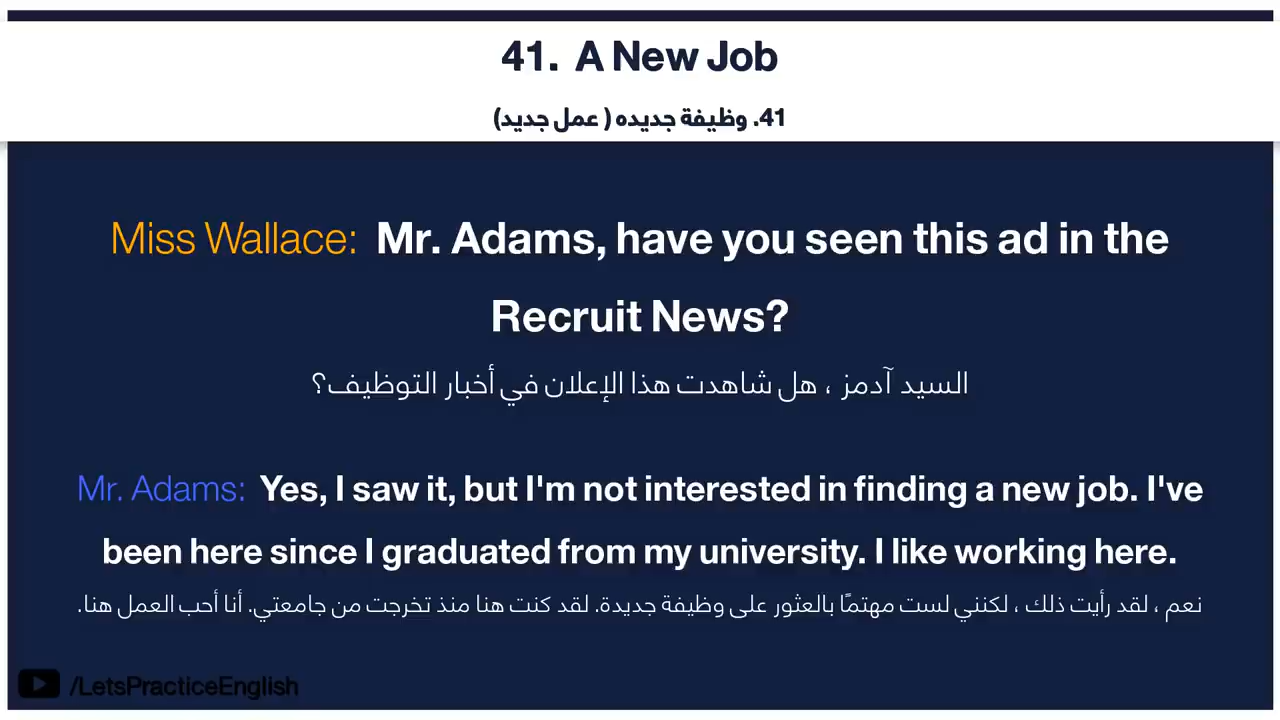 41. A New Job
41. وظيفة جديده ( عمل جديد)
Miss Wallace: Mr. Adams, have you seen this ad in the
Recruit News?
السيد آدمز ، هل شاهدت هذا الإعلان في أخبار التوظيف؟
Mr. Adams: Yes, I saw it, but I'm not interested in finding a new job. I've
been here since I graduated from my university. I like working here.
نعم ، لقد رأيت ذلك ، لكنني لست مهتمًا بالعثور على وظيفة جديدة. لقد كنت هنا منذ تخرجت من جامعتي. أنا أحب العمل هنا.
/LetsPracticeEnglish